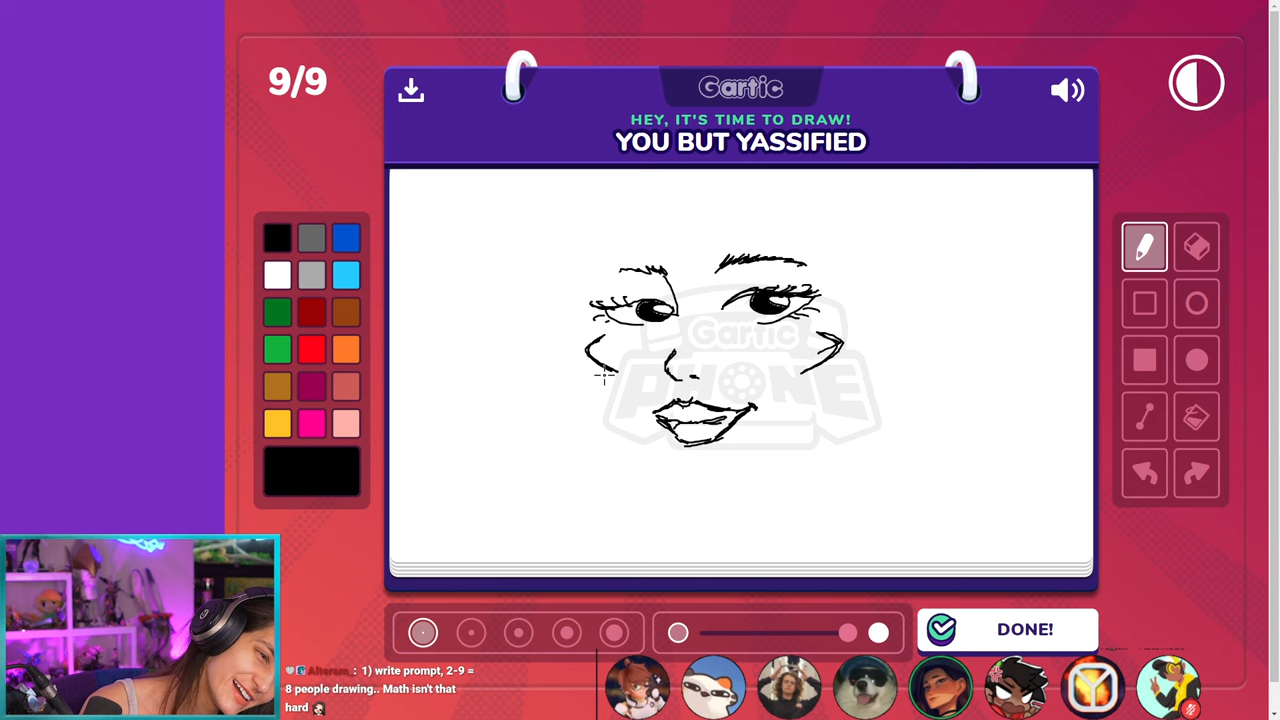 9/9
Gartic
HEY, IT'S TIME TO DRAW!
YOU BUT YASSIFIED
Gartic
PHONE
DONE!
Alteram_: 1) write prompt, 2-9 =
8 people drawing.. Math isn't that
hard